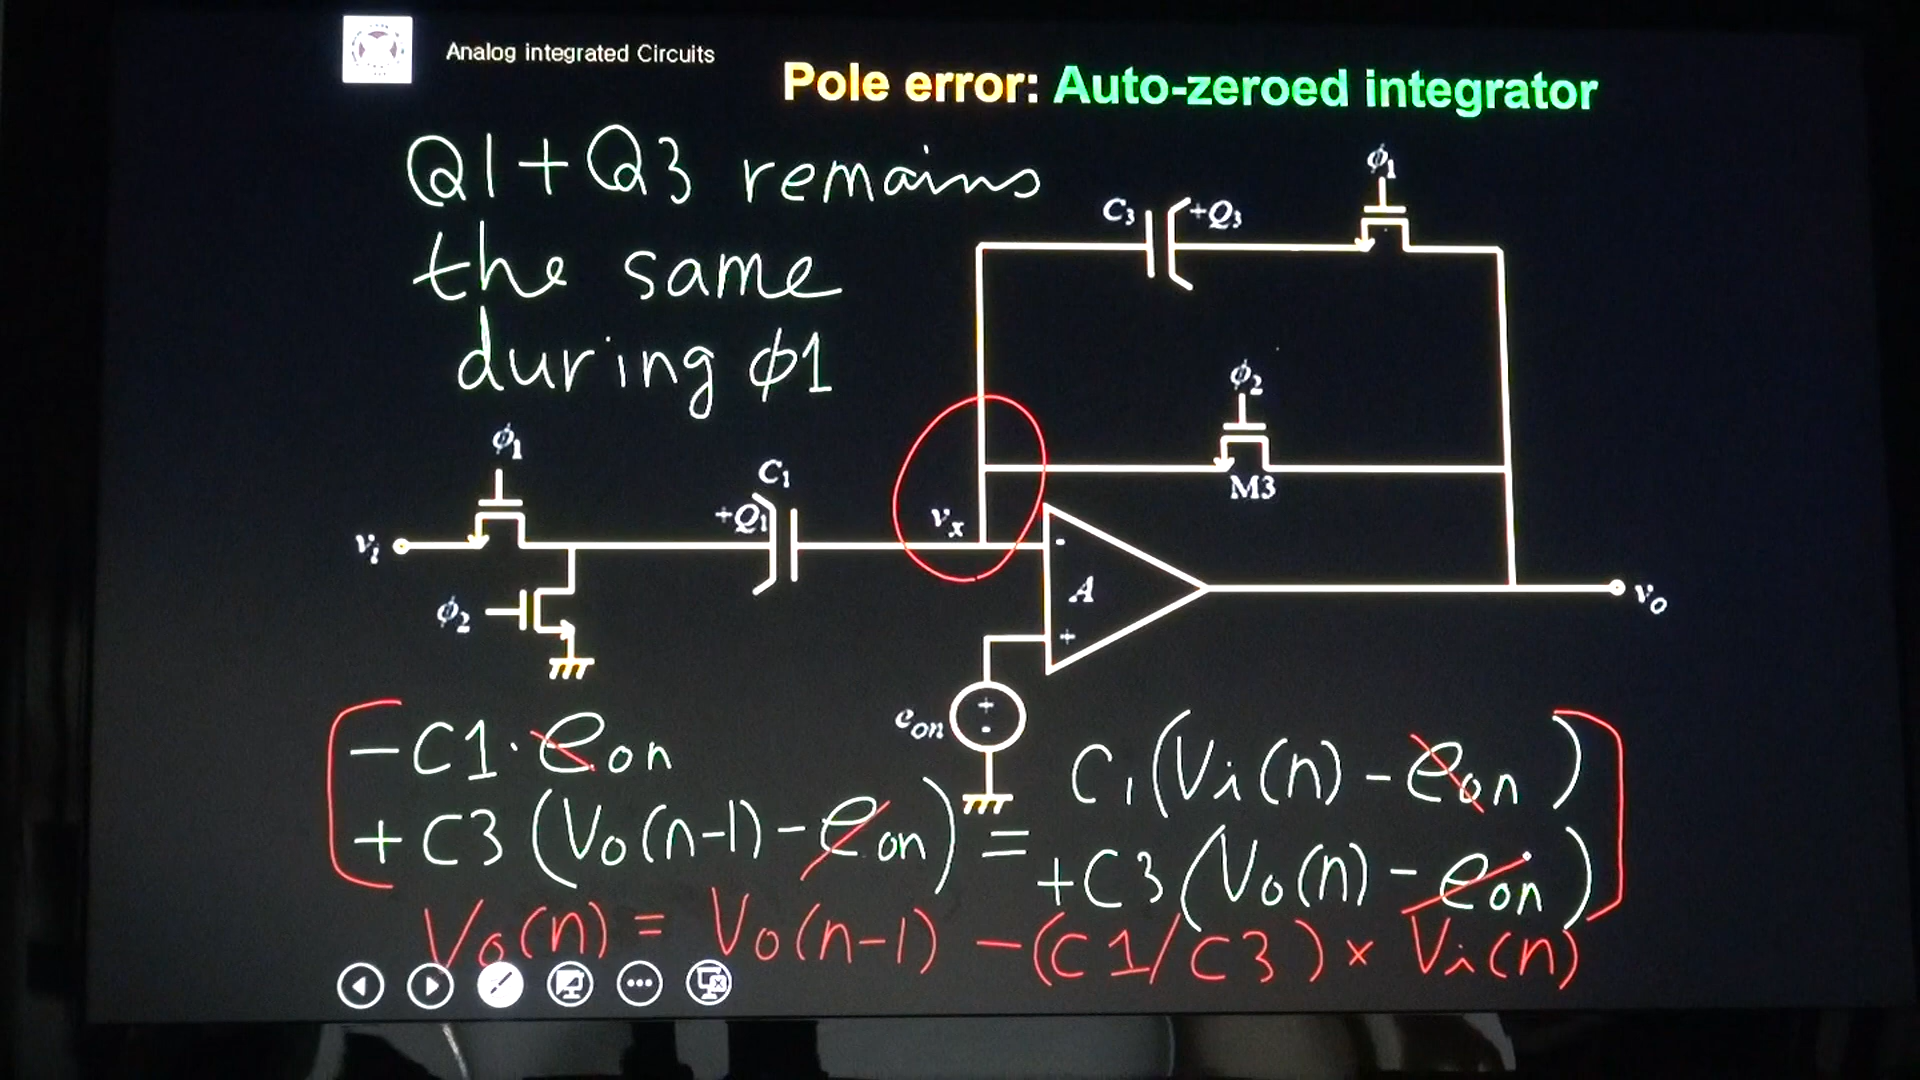 Analog integrated Circuits
Pole error: Auto-zeroed integrator
Q1+Q3 remains
the same
during ϕ1
ϕ1
C3 +Q3
ϕ2
M3
ϕ1
C1
+Q1
vx
vi
-
A
+
ϕ2
vo
eon
+
-
-C1·eon
+C3(Vo(n-1)-eon) =
C1(Vi(n)-eon)
+C3(Vo(n)-eon)
Vo(n) = Vo(n-1) -(C1/C3)× Vi(n)